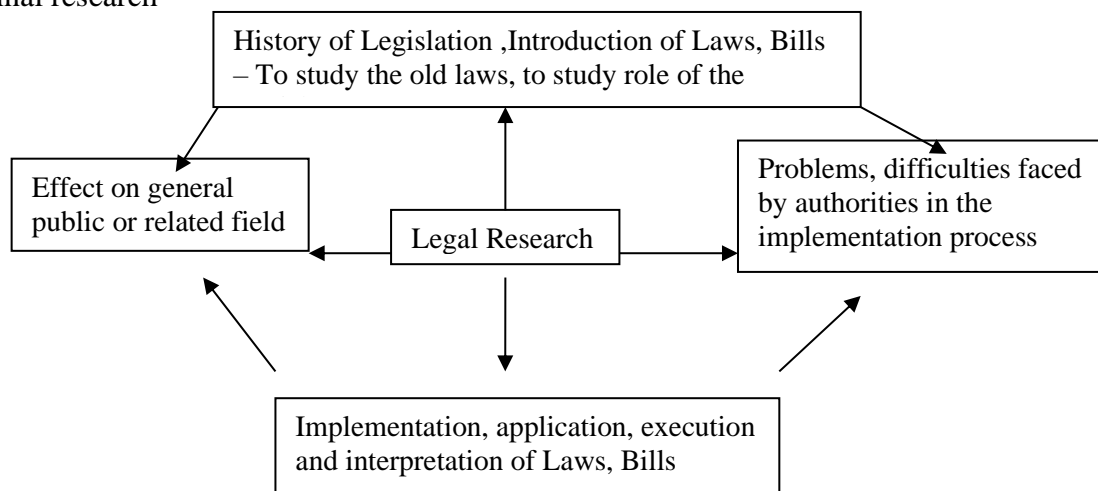 History of Legislation ,Introduction of Laws, Bills
– To study the old laws, to study role of the
Effect on general
public or related field
Legal Research
Problems, difficulties faced
by authorities in the
implementation process
Implementation, application, execution
and interpretation of Laws, Bills